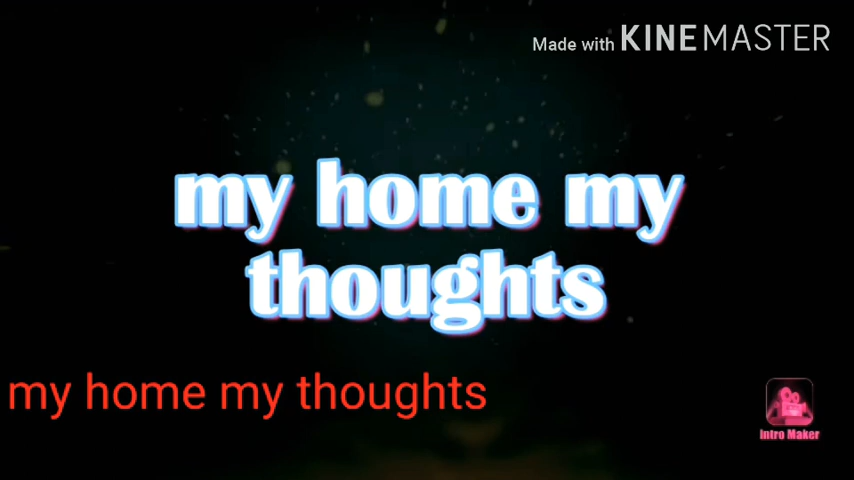 Made with KINEMASTER
my home my
thoughts
my home my thoughts
Intro Maker